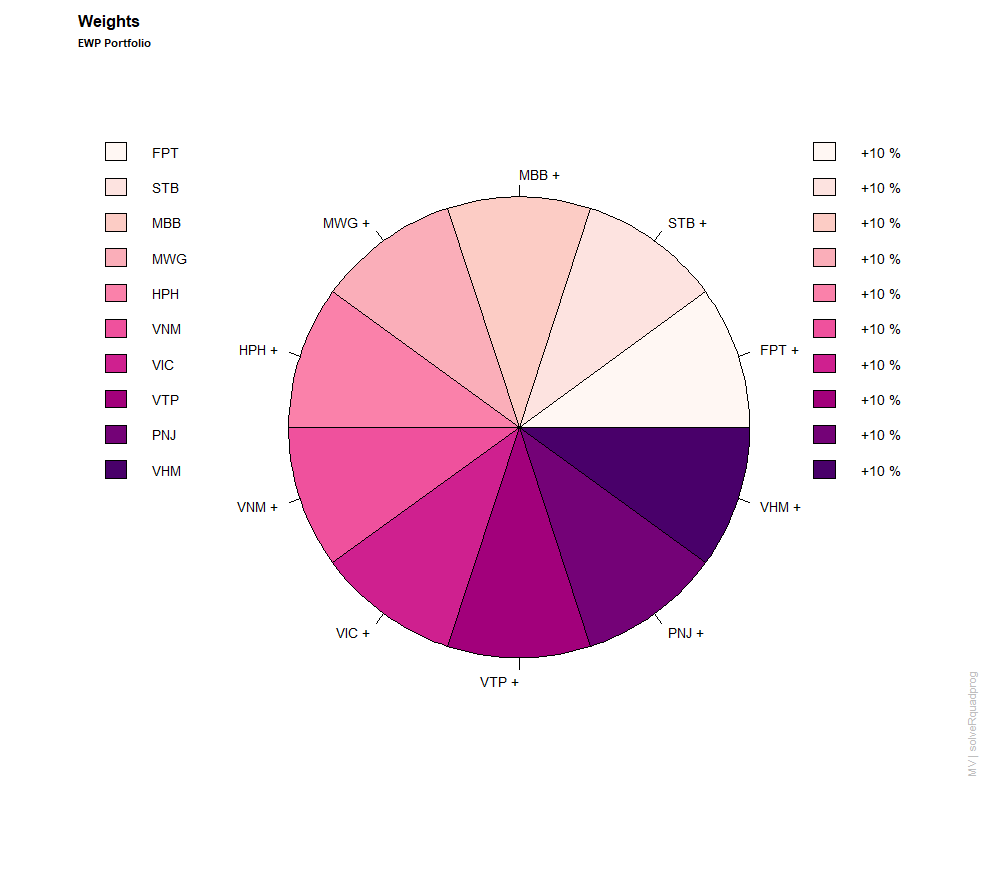 Weights
EWP Portfolio
FPT
STB
MBB
MWG
HPH
VNM
VIC
VTP
PNJ
VHM
MBB +
MWG +
STB +
HPH +
FPT +
VNM +
VHM +
VIC +
PNJ +
VTP +
+10 %
+10 %
+10 %
+10 %
+10 %
+10 %
+10 %
+10 %
+10 %
+10 %
MV | solveRquadprog